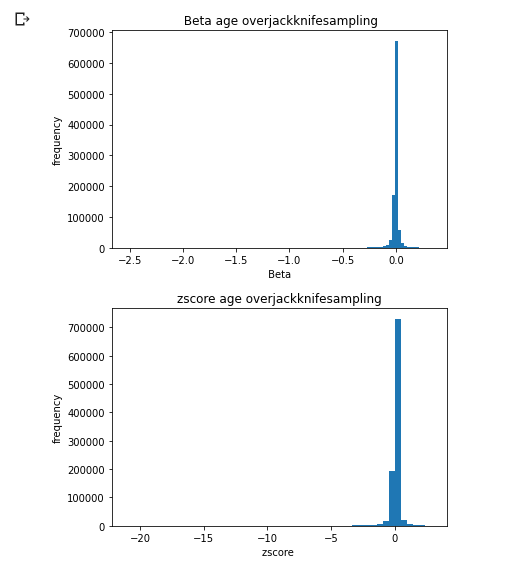 Beta age overjackknifesampling
700000
600000
500000
400000
300000
200000
100000
0
frequency
−2.5 −2.0 −1.5 −1.0 −0.5 0.0
Beta
zscore age overjackknifesampling
700000
600000
500000
400000
300000
200000
100000
0
frequency
−20 −15 −10 −5 0
zscore